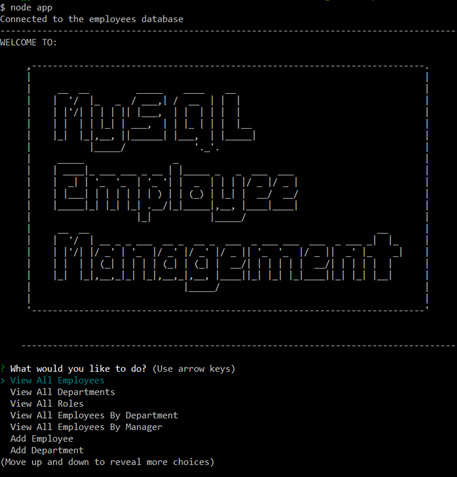 $ node app
Connected to the employees database
WELCOME TO:
MySQL
Employee
Management
? What would you like to do? (Use arrow keys)
> View All Employees
View All Departments
View All Roles
View All Employees By Department
View All Employees By Manager
Add Employee
Add Department
(Move up and down to reveal more choices)